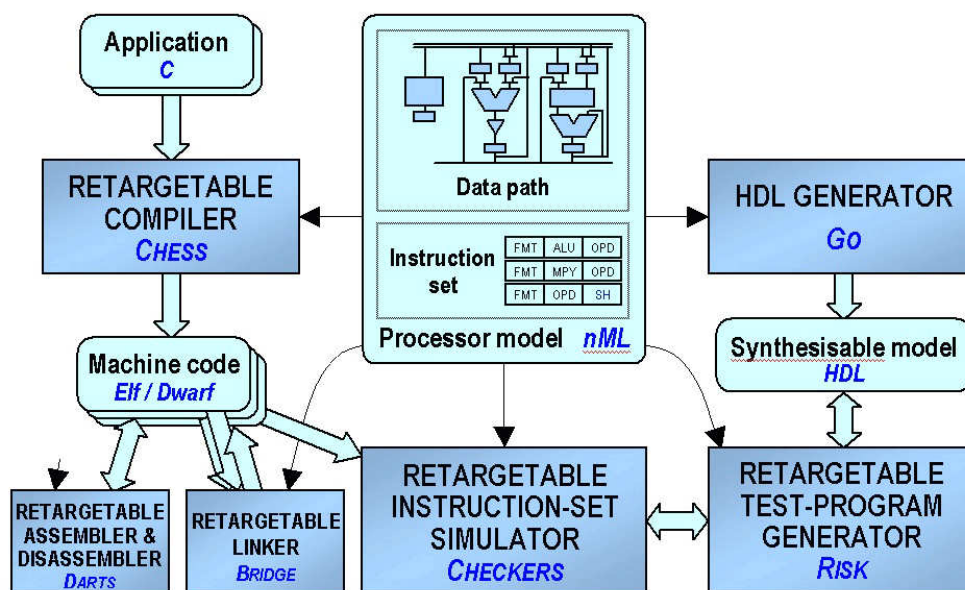 Application
C
RETARGETABLE
COMPILER
CHESS
Machine code
Elf / Dwarf
RETARGETABLE
ASSEMBLER &
DISASSEMBLER
DARTS
RETARGETABLE
LINKER
BRIDGE
Data path
Instruction
set
FMT ALU OPD
FMT MPY OPD
FMT OPD SH
Processor model nML
RETARGETABLE
INSTRUCTION-SET
SIMULATOR
CHECKERS
HDL GENERATOR
GO
Synthesisable model
HDL
RETARGETABLE
TEST-PROGRAM
GENERATOR
RISK